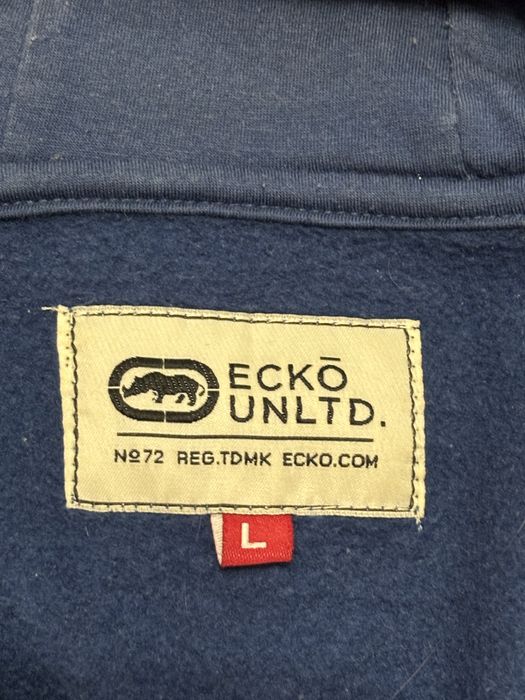 ECKŌ
UNLTD.
Nº72 REG.TDMK ECKO.COM
L